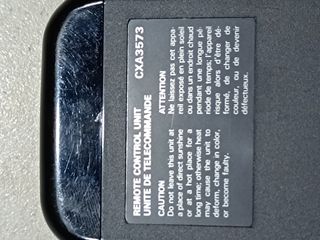 REMOTE CONTROL UNIT
UNITE DE TELECOMMANDE CXA3573
CAUTION
Do not leave this unit at
a place of direct sunshine
or at a hot place for a
long time; otherwise heat
may cause the unit to
deform, change in color,
or become faulty.
ATTENTION
Ne laissez pas cet appa-
reil exposé en plein soleil
ou dans un endroit chaud
pendant une longue pé-
riode de temps; l'appareil
risque alors d'être dé-
formé, de changer de
couleur, ou de devenir
défectueux.